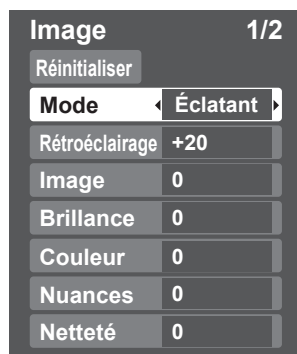 Image 1/2
Réinitialiser
Mode Éclatant
Rétroéclairage +20
Image 0
Brillance 0
Couleur 0
Nuances 0
Netteté 0